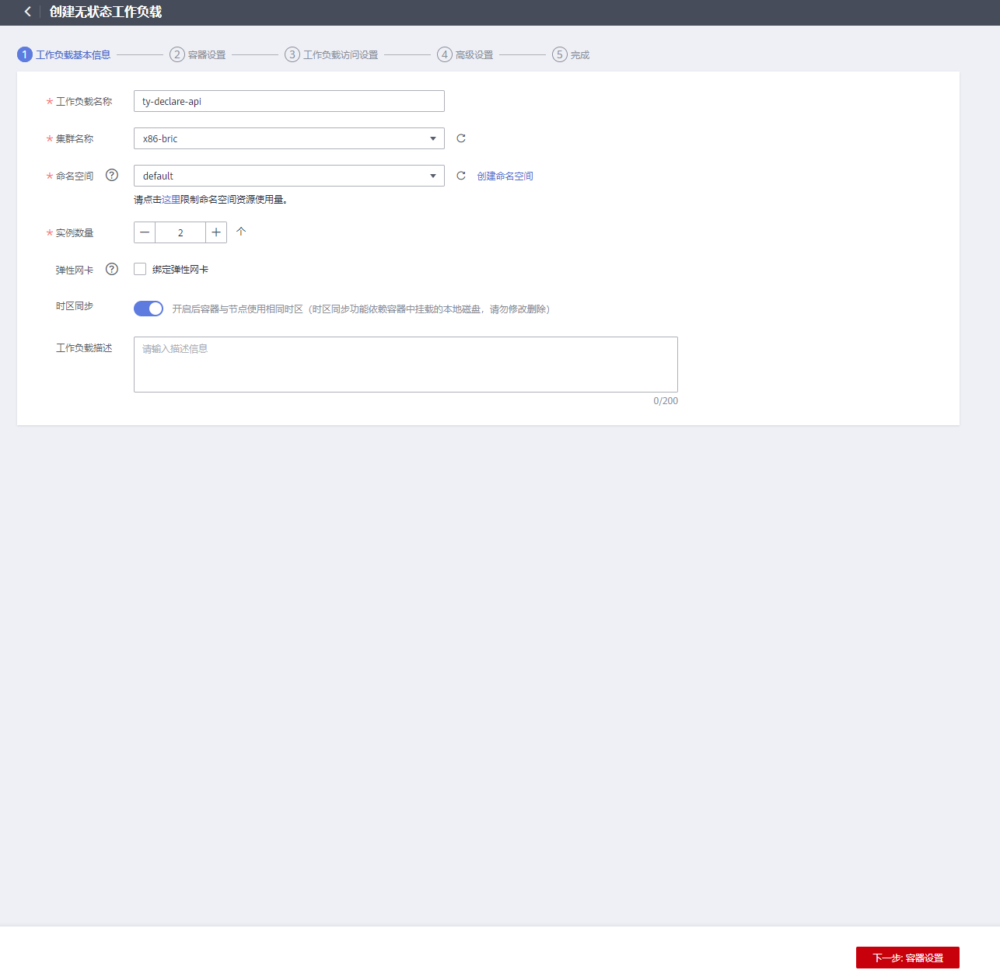 创建无状态工作负载
1 工作负载基本信息 2 容器设置 3 工作负载访问设置 4 高级设置 5 完成
* 工作负载名称 ty-declare-api
* 集群名称 x86-bric
* 命名空间 ? default 创建命名空间
请点击这里限制命名空间资源使用量。
* 实例数量 — 2 + 个
弹性网卡 ? 绑定弹性网卡
时区同步 开启后容器与节点使用相同时区（时区同步功能依赖容器中挂载的本地磁盘，请勿修改删除）
工作负载描述 请输入描述信息
0/200
下一步: 容器设置